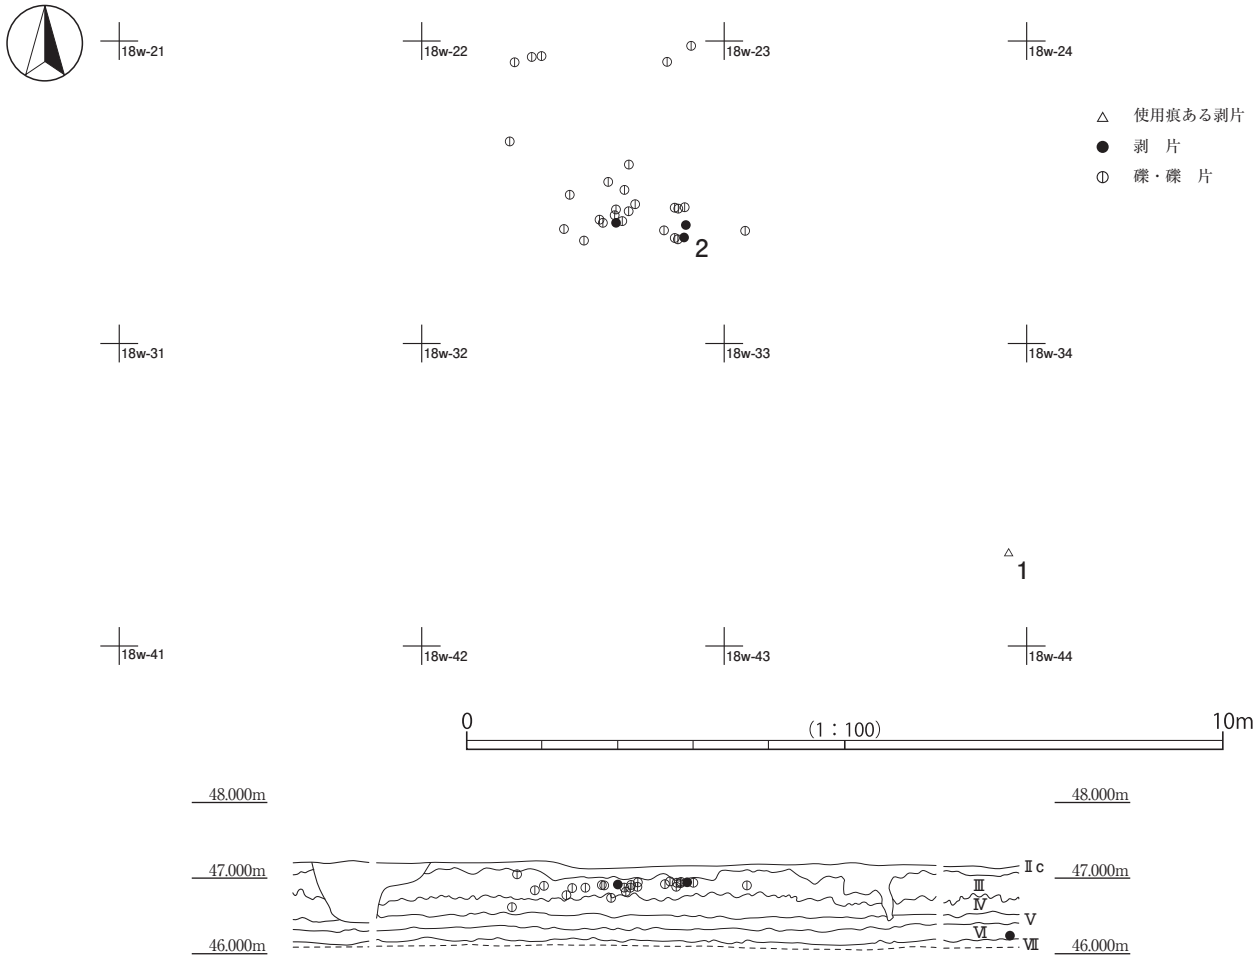 18w-21
18w-22
18w-23
18w-24
使用痕ある剥片
剥　片
礫・礫　片
2
18w-31
18w-32
18w-33
18w-34
1
18w-41
18w-42
18w-43
18w-44
0
（1：100）
10m
48.000m
48.000m
47.000m
47.000m
Ⅱc
Ⅲ
Ⅳ
Ⅴ
Ⅵ
Ⅶ
46.000m
46.000m